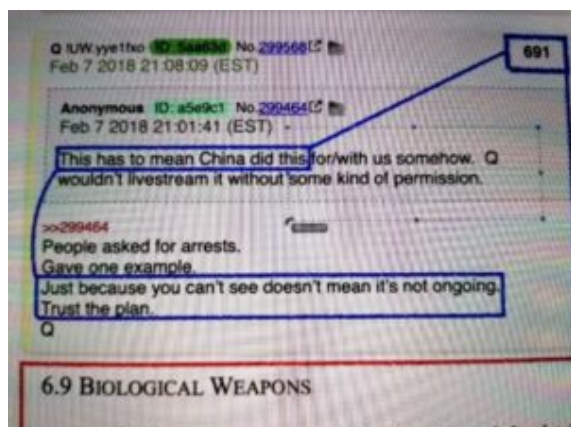 Q !UW.yye1fxo ID: 5aa63d No.299568
Feb 7 2018 21:08:09 (EST)
691
Anonymous ID: a5e9c1 No.299464
Feb 7 2018 21:01:41 (EST)
This has to mean China did this for/with us somehow. Q
wouldn't livestream it without some kind of permission.
>>299464
People asked for arrests.
Gave one example.
Just because you can't see doesn't mean it's not ongoing.
Trust the plan.
Q
6.9 BIOLOGICAL WEAPONS